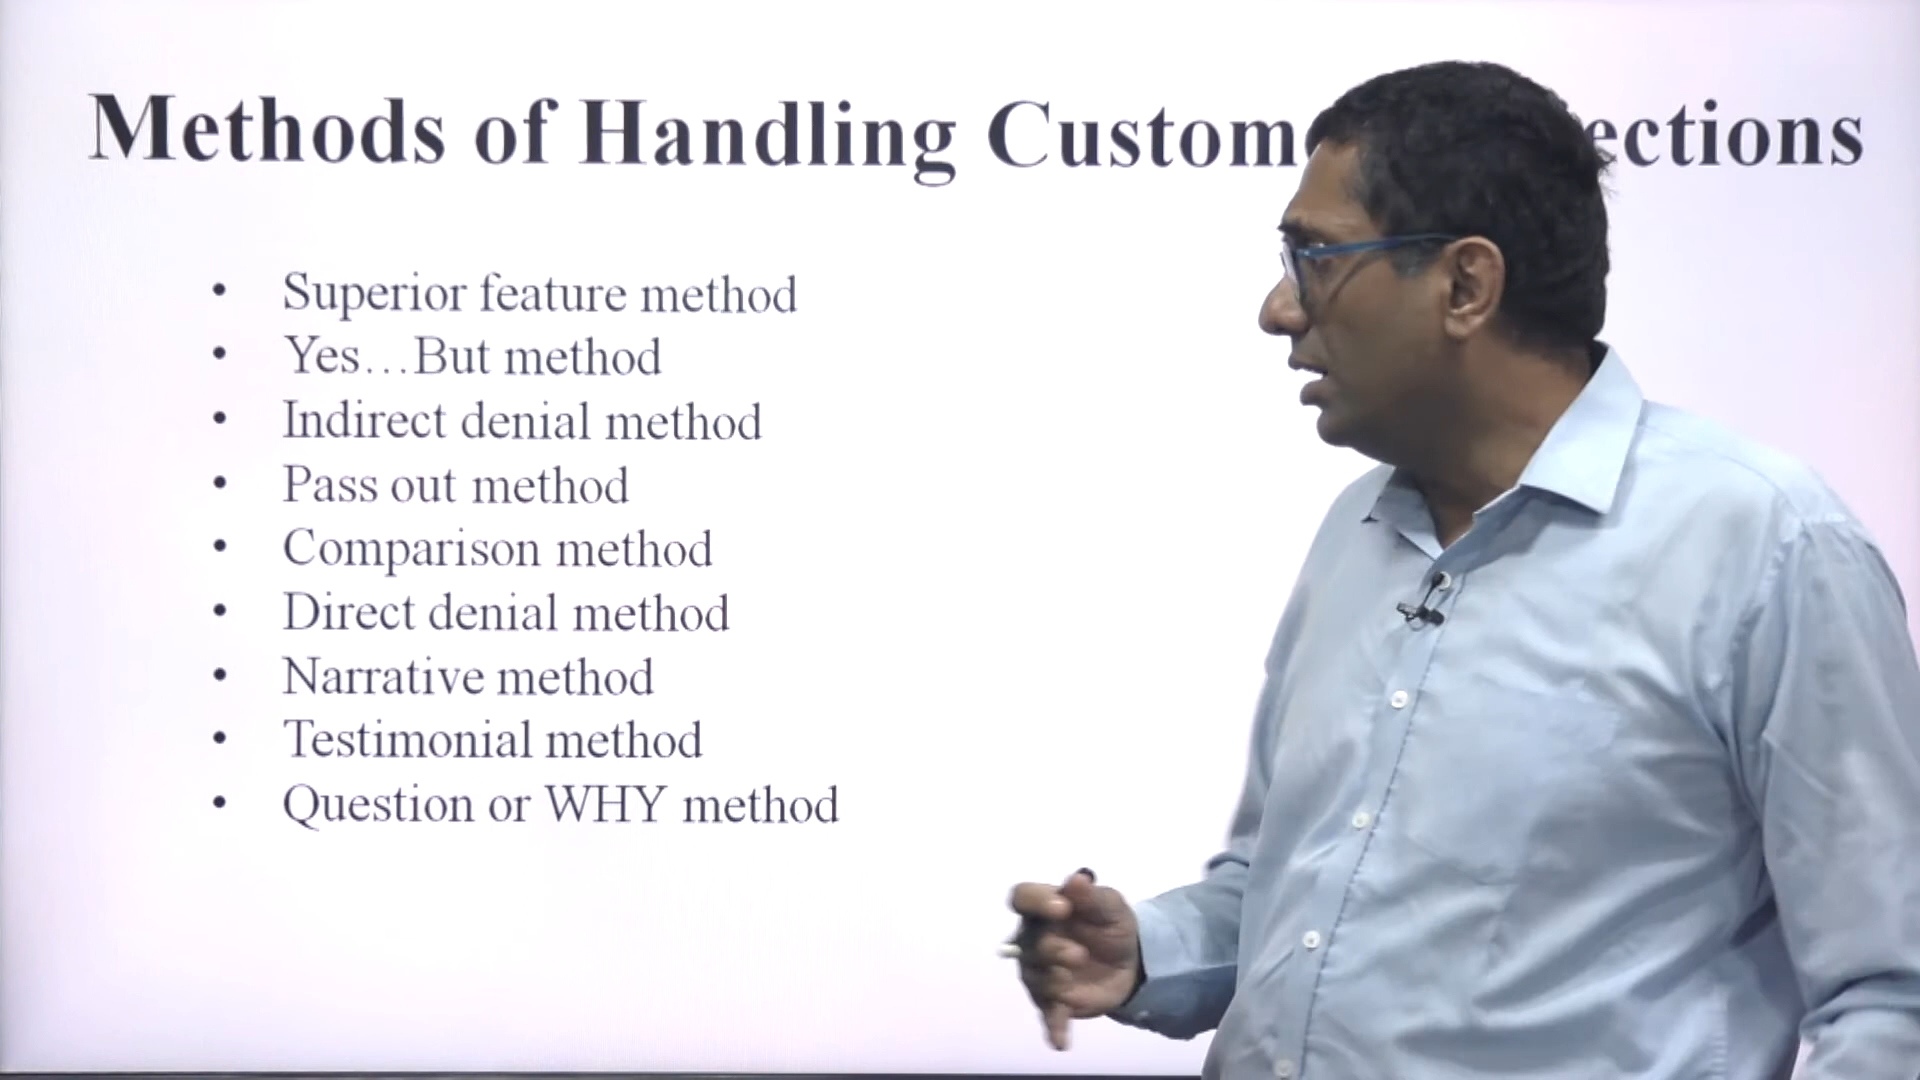 Methods of Handling Custom ections
• Superior feature method
• Yes…But method
• Indirect denial method
• Pass out method
• Comparison method
• Direct denial method
• Narrative method
• Testimonial method
• Question or WHY method